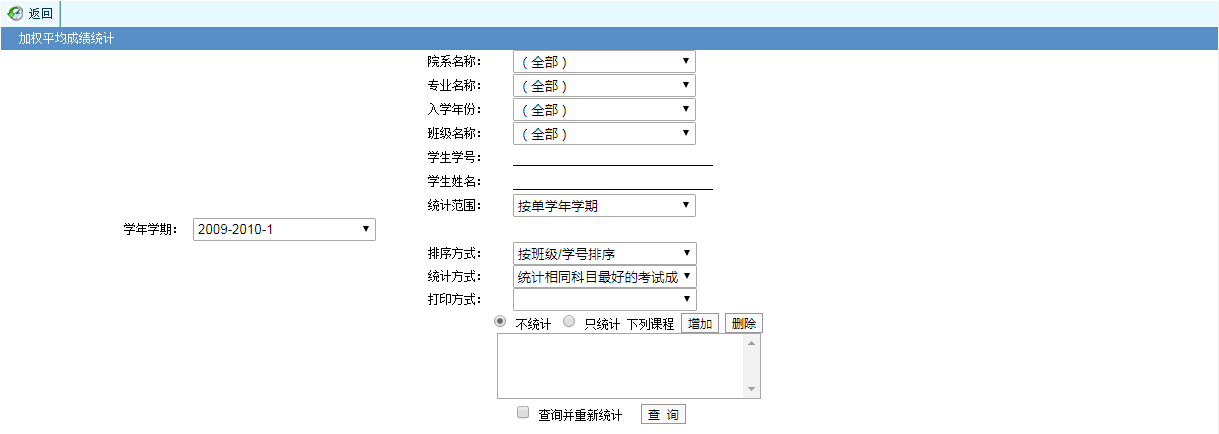 返回
加权平均成绩统计
院系名称： （全部）
专业名称： （全部）
入学年份： （全部）
班级名称： （全部）
学生学号：
学生姓名：
统计范围： 按单学年学期
学年学期： 2009-2010-1
排序方式： 按班级/学号排序
统计方式： 统计相同科目最好的考试成
打印方式：
不统计 只统计 下列课程 增加 删除
查询并重新统计 查 询